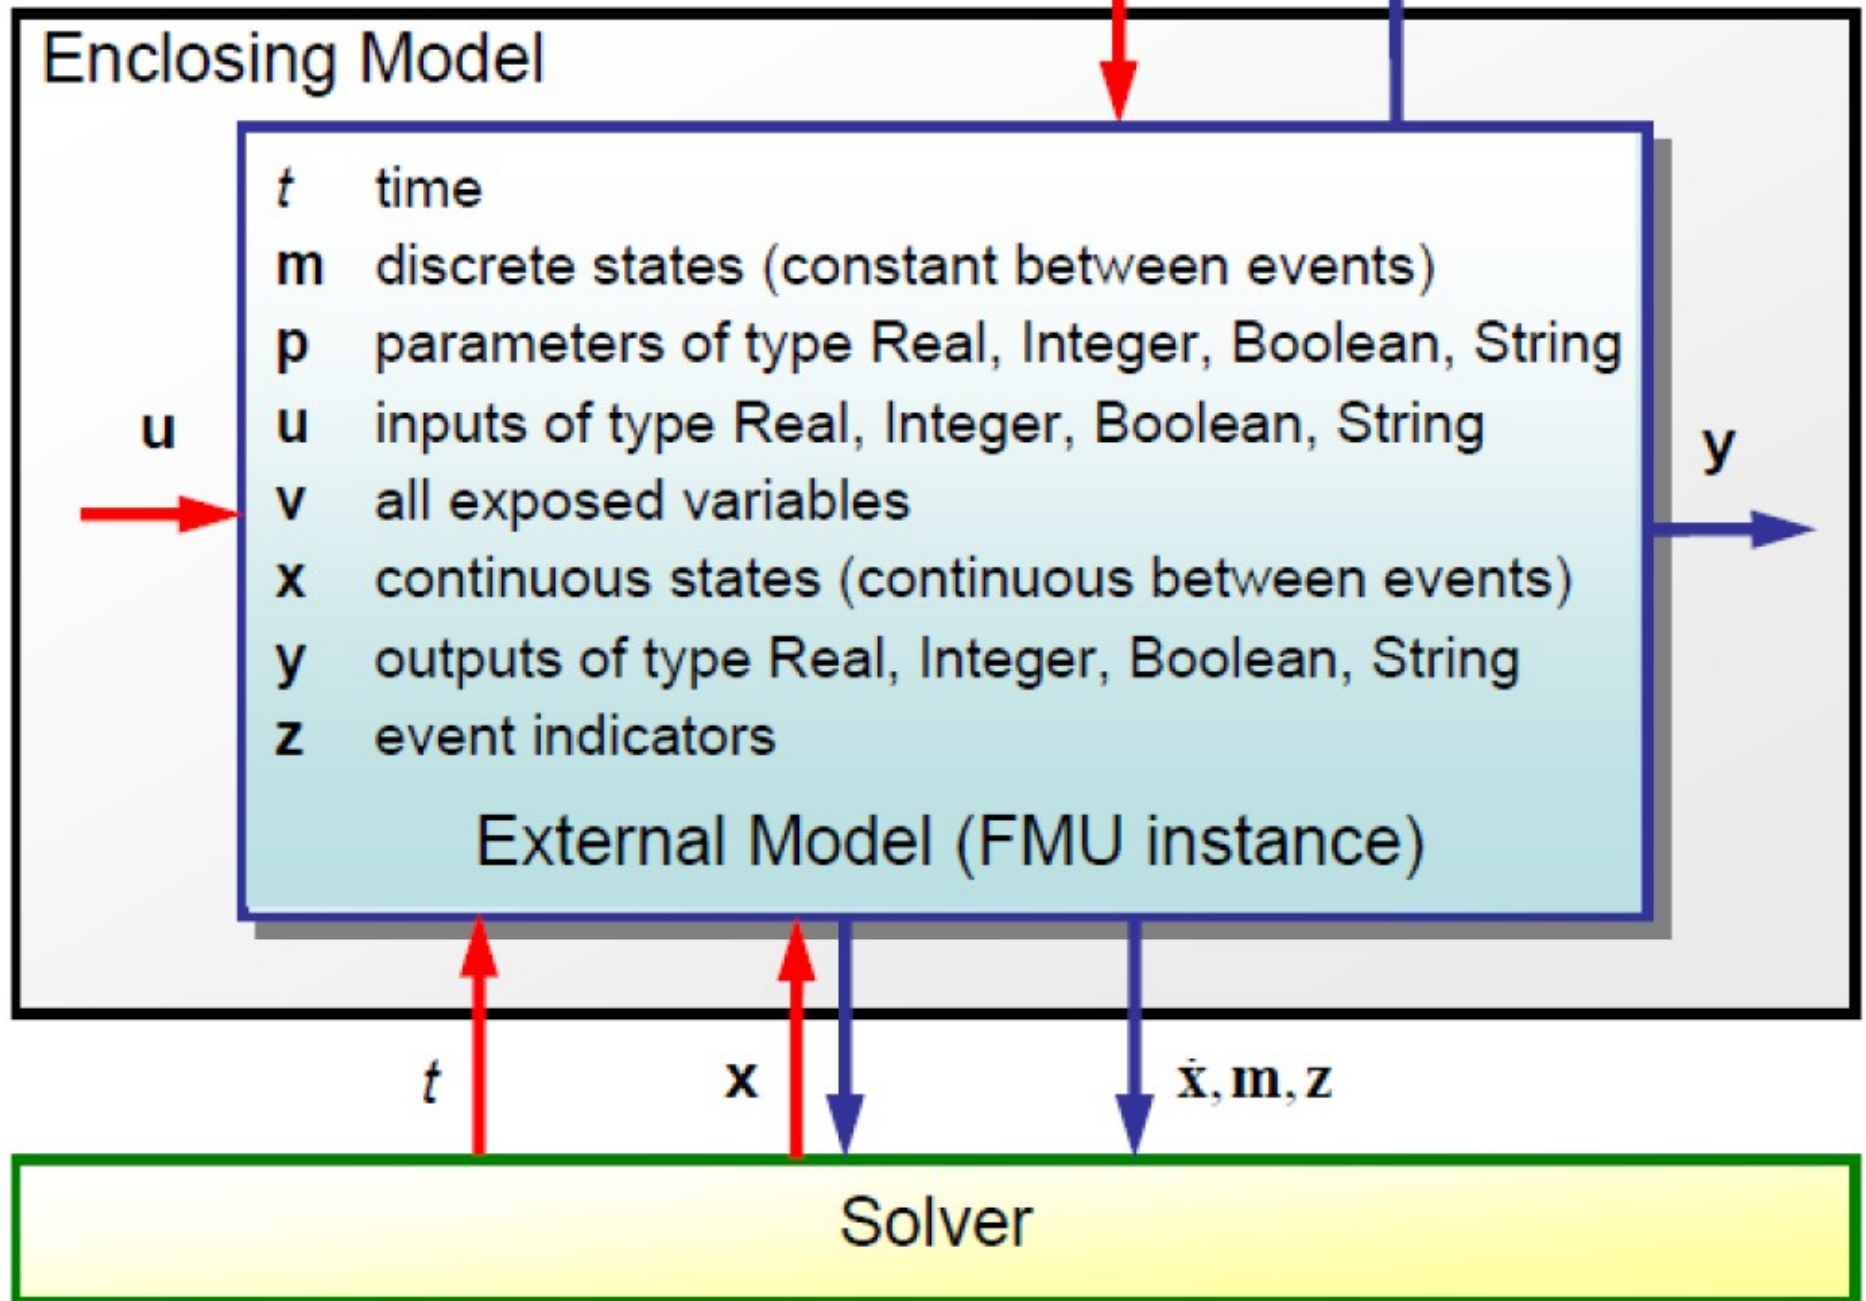 Enclosing Model
t time
m discrete states (constant between events)
p parameters of type Real, Integer, Boolean, String
u
u inputs of type Real, Integer, Boolean, String
y
v all exposed variables
x continuous states (continuous between events)
y outputs of type Real, Integer, Boolean, String
z event indicators
External Model (FMU instance)
t
x
ẋ, m, z
Solver